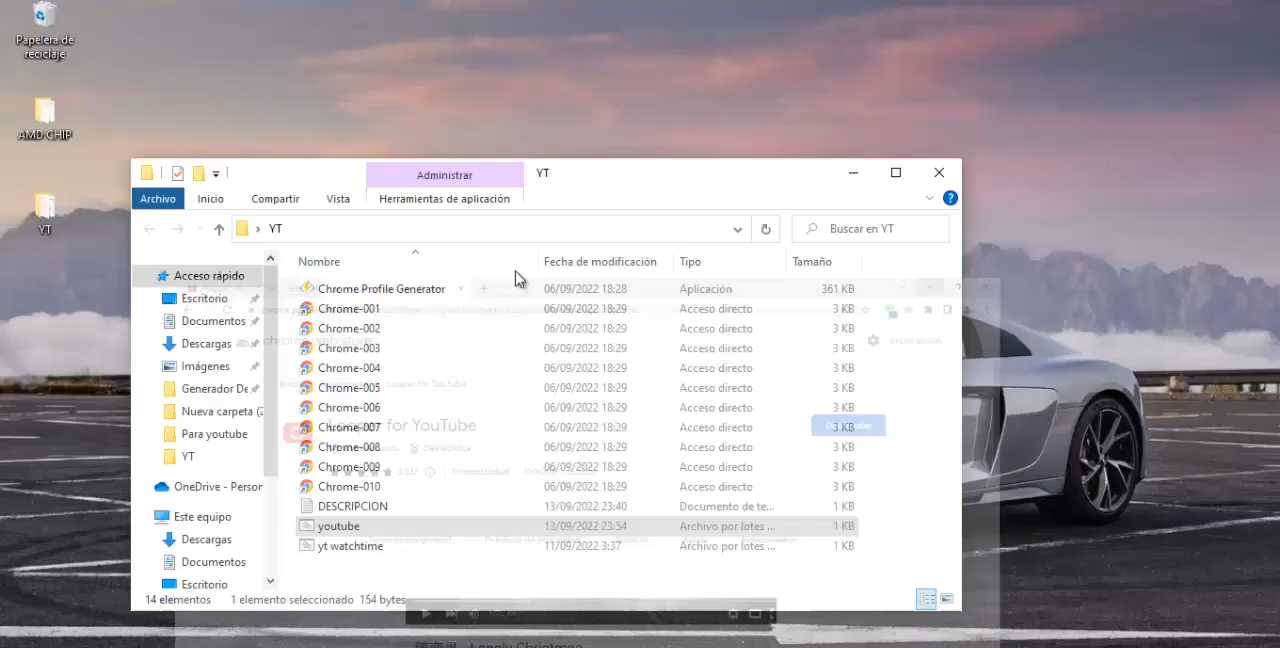 Papelera de
reciclaje
AMD CHIP
YT
Administrar
YT
Archivo
Inicio
Compartir
Vista
Herramientas de aplicación
YT
Buscar en YT
Nombre
Fecha de modificación
Tipo
Tamaño
Acceso rápido
Escritorio
Documentos
Descargas
Imágenes
Generador De
Nueva carpeta (2
Para youtube
YT
OneDrive - Person
Este equipo
Descargas
Documentos
Escritorio
Chrome Profile Generator 06/09/2022 18:28 Aplicación 361 KB
Chrome-001 06/09/2022 18:29 Acceso directo 3 KB
Chrome-002 06/09/2022 18:29 Acceso directo 3 KB
Chrome-003 06/09/2022 18:29 Acceso directo 3 KB
Chrome-004 06/09/2022 18:29 Acceso directo 3 KB
Chrome-005 06/09/2022 18:29 Acceso directo 3 KB
Chrome-006 06/09/2022 18:29 Acceso directo 3 KB
Chrome-007 06/09/2022 18:29 Acceso directo 3 KB
Chrome-008 06/09/2022 18:29 Acceso directo 3 KB
Chrome-009 06/09/2022 18:29 Acceso directo 3 KB
Chrome-010 06/09/2022 18:29 Acceso directo 3 KB
DESCRIPCION 13/09/2022 23:40 Documento de te... 1 KB
youtube 13/09/2022 23:54 Archivo por lotes ... 1 KB
yt watchtime 11/09/2022 3:37 Archivo por lotes ... 1 KB
chrome web store
for YouTube
14 elementos
1 elemento seleccionado 154 bytes
Lonely Christmas